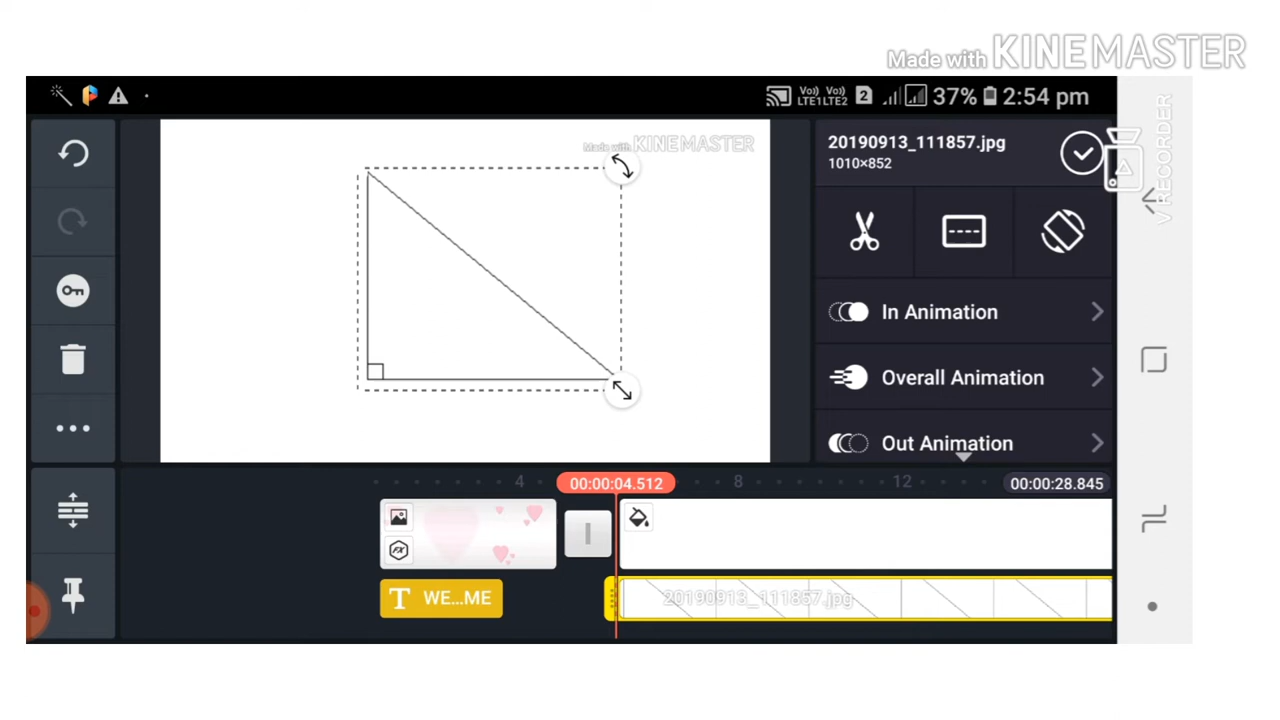 Made with KINEMASTER
Vo) Vo) 2 37% 2:54 pm
LTE1 LTE2
V RECORDER
Made with KINEMASTER
20190913_111857.jpg
1010×852
In Animation
Overall Animation
Out Animation
4 00:00:04.512 8 12 00:00:28.845
FX
T WE...ME
20190913_111857.jpg